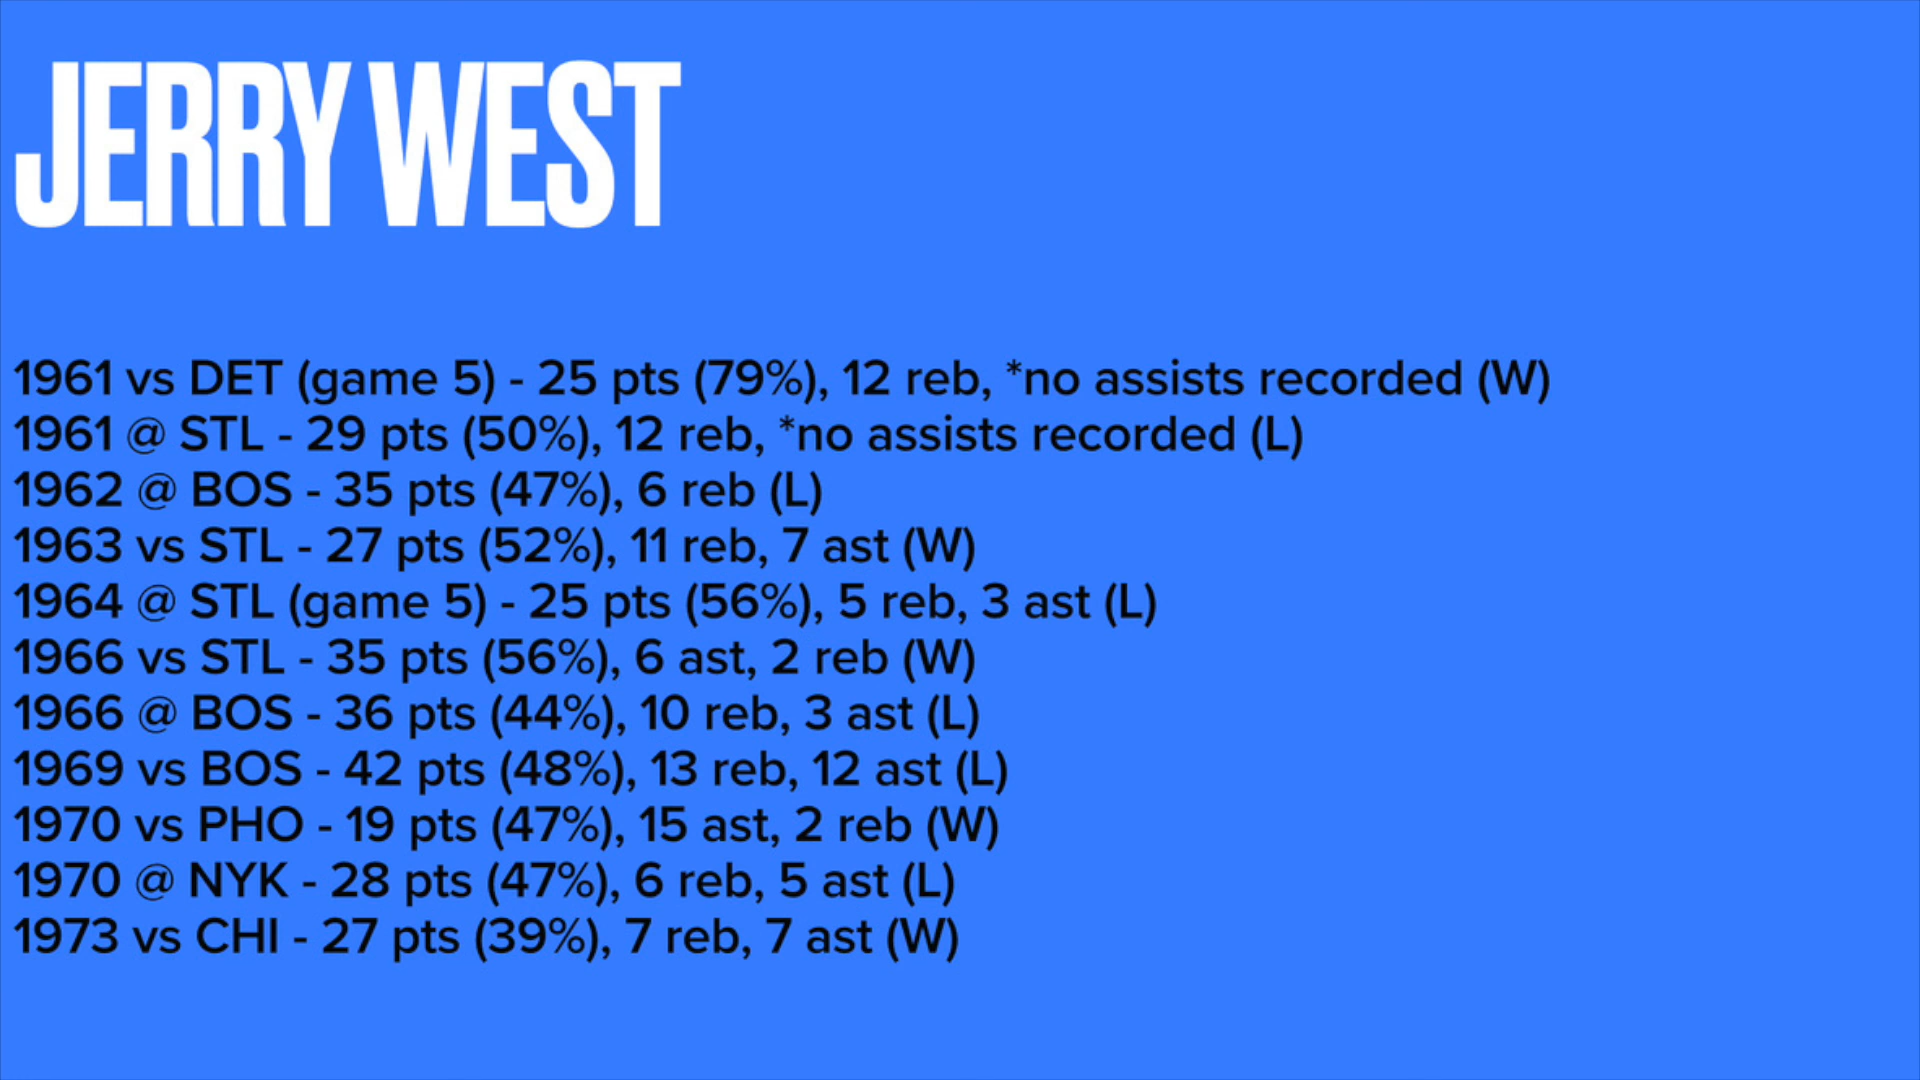 JERRY WEST
1961 vs DET (game 5) - 25 pts (79%), 12 reb, *no assists recorded (W)
1961 @ STL - 29 pts (50%), 12 reb, *no assists recorded (L)
1962 @ BOS - 35 pts (47%), 6 reb (L)
1963 vs STL - 27 pts (52%), 11 reb, 7 ast (W)
1964 @ STL (game 5) - 25 pts (56%), 5 reb, 3 ast (L)
1966 vs STL - 35 pts (56%), 6 ast, 2 reb (W)
1966 @ BOS - 36 pts (44%), 10 reb, 3 ast (L)
1969 vs BOS - 42 pts (48%), 13 reb, 12 ast (L)
1970 vs PHO - 19 pts (47%), 15 ast, 2 reb (W)
1970 @ NYK - 28 pts (47%), 6 reb, 5 ast (L)
1973 vs CHI - 27 pts (39%), 7 reb, 7 ast (W)